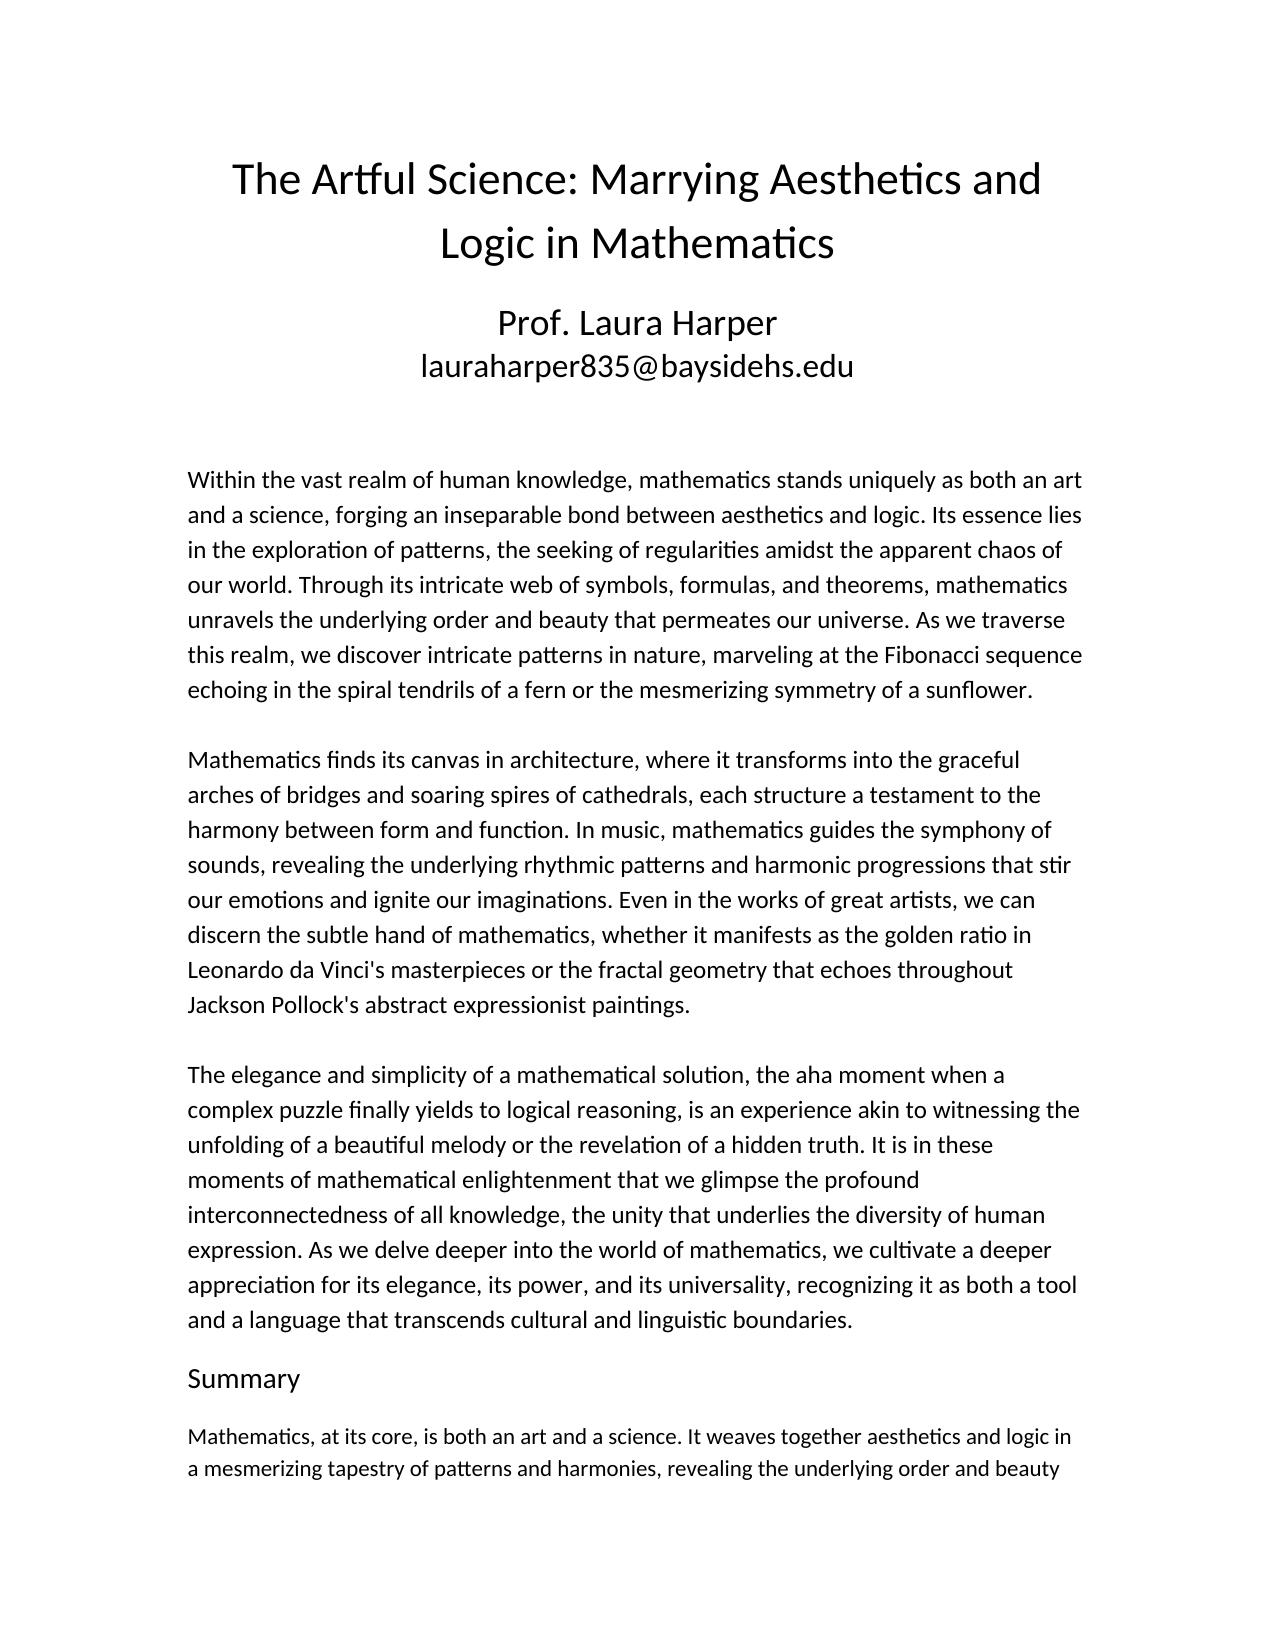 The Artful Science: Marrying Aesthetics and
Logic in Mathematics
Prof. Laura Harper
lauraharper835@baysidehs.edu
Within the vast realm of human knowledge, mathematics stands uniquely as both an art
and a science, forging an inseparable bond between aesthetics and logic. Its essence lies
in the exploration of patterns, the seeking of regularities amidst the apparent chaos of
our world. Through its intricate web of symbols, formulas, and theorems, mathematics
unravels the underlying order and beauty that permeates our universe. As we traverse
this realm, we discover intricate patterns in nature, marveling at the Fibonacci sequence
echoing in the spiral tendrils of a fern or the mesmerizing symmetry of a sunflower.
Mathematics finds its canvas in architecture, where it transforms into the graceful
arches of bridges and soaring spires of cathedrals, each structure a testament to the
harmony between form and function. In music, mathematics guides the symphony of
sounds, revealing the underlying rhythmic patterns and harmonic progressions that stir
our emotions and ignite our imaginations. Even in the works of great artists, we can
discern the subtle hand of mathematics, whether it manifests as the golden ratio in
Leonardo da Vinci's masterpieces or the fractal geometry that echoes throughout
Jackson Pollock's abstract expressionist paintings.
The elegance and simplicity of a mathematical solution, the aha moment when a
complex puzzle finally yields to logical reasoning, is an experience akin to witnessing the
unfolding of a beautiful melody or the revelation of a hidden truth. It is in these
moments of mathematical enlightenment that we glimpse the profound
interconnectedness of all knowledge, the unity that underlies the diversity of human
expression. As we delve deeper into the world of mathematics, we cultivate a deeper
appreciation for its elegance, its power, and its universality, recognizing it as both a tool
and a language that transcends cultural and linguistic boundaries.
Summary
Mathematics, at its core, is both an art and a science. It weaves together aesthetics and logic in
a mesmerizing tapestry of patterns and harmonies, revealing the underlying order and beauty